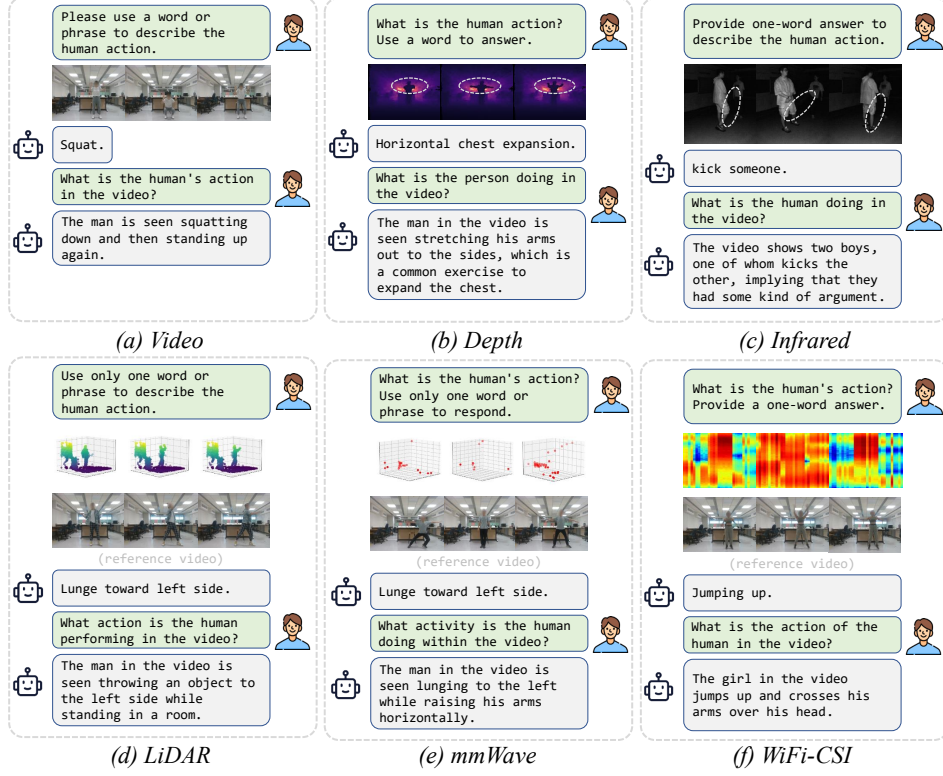 Please use a word or
phrase to describe the
human action.
Squat.
What is the human's action
in the video?
The man is seen squatting
down and then standing up
again.
(a) Video
What is the human action?
Use a word to answer.
Horizontal chest expansion.
What is the person doing in
the video?
The man in the video is
seen stretching his arms
out to the sides, which is
a common exercise to
expand the chest.
(b) Depth
Provide one-word answer to
describe the human action.
kick someone.
What is the human doing in
the video?
The video shows two boys,
one of whom kicks the
other, implying that they
had some kind of argument.
(c) Infrared
Use only one word or
phrase to describe the
human action.
(reference video)
Lunge toward left side.
What action is the human
performing in the video?
The man in the video is
seen throwing an object to
the left side while
standing in a room.
(d) LiDAR
What is the human's action?
Use only one word or
phrase to respond.
(reference video)
Lunge toward left side.
What activity is the human
doing within the video?
The man in the video is
seen lunging to the left
while raising his arms
horizontally.
(e) mmWave
What is the human's action?
Provide a one-word answer.
(reference video)
Jumping up.
What is the action of the
human in the video?
The girl in the video
jumps up and crosses his
arms over his head.
(f) WiFi-CSI